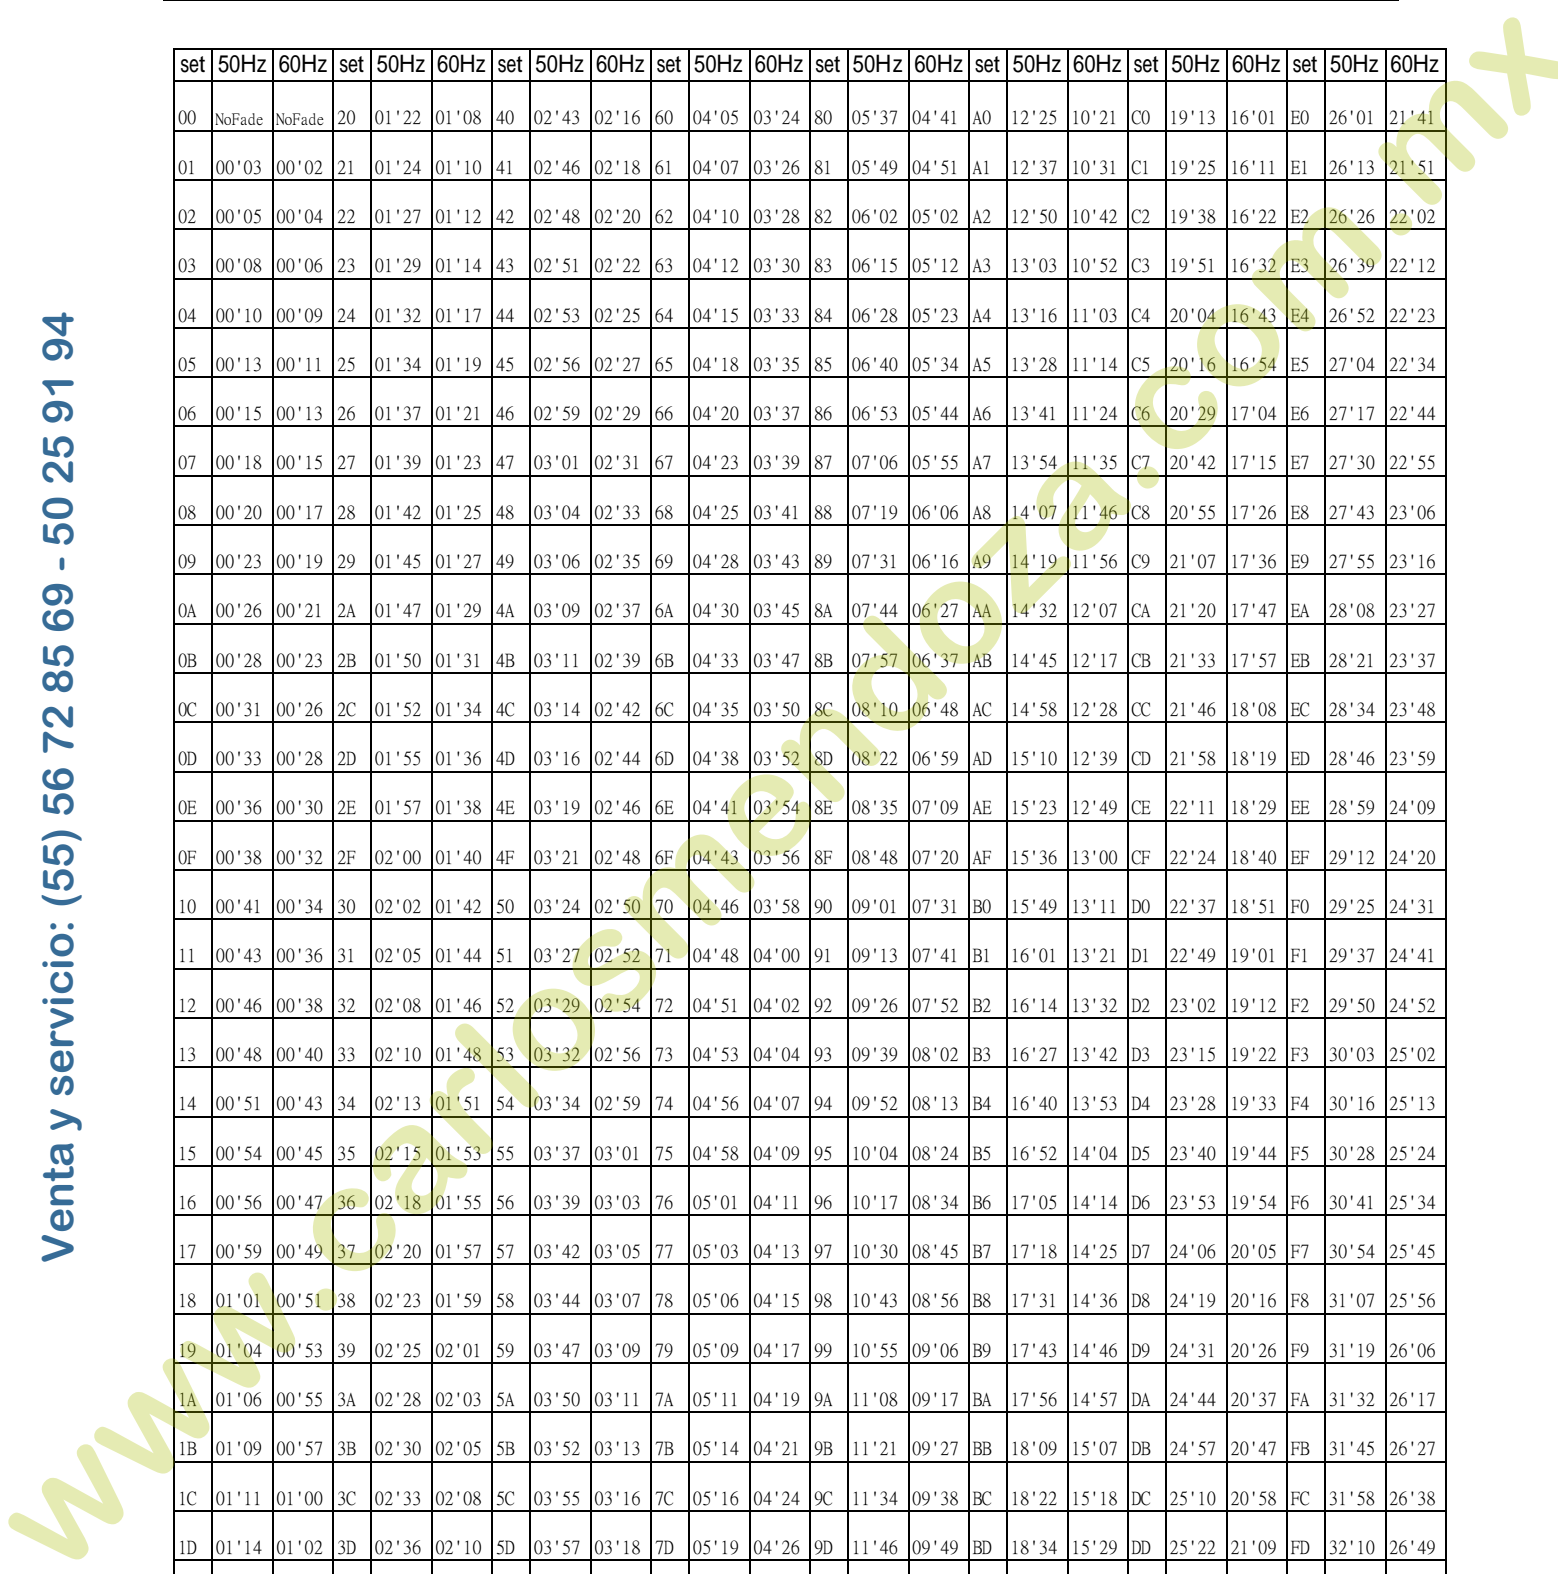 set 50Hz 60Hz set 50Hz 60Hz set 50Hz 60Hz set 50Hz 60Hz set 50Hz 60Hz set 50Hz 60Hz set 50Hz 60Hz set 50Hz 60Hz
00 NoFade NoFade 20 01'22 01'08 40 02'43 02'16 60 04'05 03'24 80 05'37 04'41 A0 12'25 10'21 C0 19'13 16'01 E0 26'01 21'41
01 00'03 00'02 21 01'24 01'10 41 02'46 02'18 61 04'07 03'26 81 05'49 04'51 A1 12'37 10'31 C1 19'25 16'11 E1 26'13 21'51
02 00'05 00'04 22 01'27 01'12 42 02'48 02'20 62 04'10 03'28 82 06'02 05'02 A2 12'50 10'42 C2 19'38 16'22 E2 26'26 22'02
03 00'08 00'06 23 01'29 01'14 43 02'51 02'22 63 04'12 03'30 83 06'15 05'12 A3 13'03 10'52 C3 19'51 16'32 E3 26'39 22'12
04 00'10 00'09 24 01'32 01'17 44 02'53 02'25 64 04'15 03'33 84 06'28 05'23 A4 13'16 11'03 C4 20'04 16'43 E4 26'52 22'23
05 00'13 00'11 25 01'34 01'19 45 02'56 02'27 65 04'18 03'35 85 06'40 05'34 A5 13'28 11'14 C5 20'16 16'54 E5 27'04 22'34
06 00'15 00'13 26 01'37 01'21 46 02'59 02'29 66 04'20 03'37 86 06'53 05'44 A6 13'41 11'24 C6 20'29 17'04 E6 27'17 22'44
07 00'18 00'15 27 01'39 01'23 47 03'01 02'31 67 04'23 03'39 87 07'06 05'55 A7 13'54 11'35 C7 20'42 17'15 E7 27'30 22'55
08 00'20 00'17 28 01'42 01'25 48 03'04 02'33 68 04'25 03'41 88 07'19 06'06 A8 14'07 11'46 C8 20'55 17'26 E8 27'43 23'06
09 00'23 00'19 29 01'45 01'27 49 03'06 02'35 69 04'28 03'43 89 07'31 06'16 A9 14'19 11'56 C9 21'07 17'36 E9 27'55 23'16
0A 00'26 00'21 2A 01'47 01'29 4A 03'09 02'37 6A 04'30 03'45 8A 07'44 06'27 AA 14'32 12'07 CA 21'20 17'47 EA 28'08 23'27
0B 00'28 00'23 2B 01'50 01'31 4B 03'11 02'39 6B 04'33 03'47 8B 07'57 06'37 AB 14'45 12'17 CB 21'33 17'57 EB 28'21 23'37
0C 00'31 00'26 2C 01'52 01'34 4C 03'14 02'42 6C 04'35 03'50 8C 08'10 06'48 AC 14'58 12'28 CC 21'46 18'08 EC 28'34 23'48
0D 00'33 00'28 2D 01'55 01'36 4D 03'16 02'44 6D 04'38 03'52 8D 08'22 06'59 AD 15'10 12'39 CD 21'58 18'19 ED 28'46 23'59
0E 00'36 00'30 2E 01'57 01'38 4E 03'19 02'46 6E 04'41 03'54 8E 08'35 07'09 AE 15'23 12'49 CE 22'11 18'29 EE 28'59 24'09
0F 00'38 00'32 2F 02'00 01'40 4F 03'21 02'48 6F 04'43 03'56 8F 08'48 07'20 AF 15'36 13'00 CF 22'24 18'40 EF 29'12 24'20
10 00'41 00'34 30 02'02 01'42 50 03'24 02'50 70 04'46 03'58 90 09'01 07'31 B0 15'49 13'11 D0 22'37 18'51 F0 29'25 24'31
11 00'43 00'36 31 02'05 01'44 51 03'27 02'52 71 04'48 04'00 91 09'13 07'41 B1 16'01 13'21 D1 22'49 19'01 F1 29'37 24'41
12 00'46 00'38 32 02'08 01'46 52 03'29 02'54 72 04'51 04'02 92 09'26 07'52 B2 16'14 13'32 D2 23'02 19'12 F2 29'50 24'52
13 00'48 00'40 33 02'10 01'48 53 03'32 02'56 73 04'53 04'04 93 09'39 08'02 B3 16'27 13'42 D3 23'15 19'22 F3 30'03 25'02
14 00'51 00'43 34 02'13 01'51 54 03'34 02'59 74 04'56 04'07 94 09'52 08'13 B4 16'40 13'53 D4 23'28 19'33 F4 30'16 25'13
15 00'54 00'45 35 02'15 01'53 55 03'37 03'01 75 04'58 04'09 95 10'04 08'24 B5 16'52 14'04 D5 23'40 19'44 F5 30'28 25'24
16 00'56 00'47 36 02'18 01'55 56 03'39 03'03 76 05'01 04'11 96 10'17 08'34 B6 17'05 14'14 D6 23'53 19'54 F6 30'41 25'34
17 00'59 00'49 37 02'20 01'57 57 03'42 03'05 77 05'03 04'13 97 10'30 08'45 B7 17'18 14'25 D7 24'06 20'05 F7 30'54 25'45
18 01'01 00'51 38 02'23 01'59 58 03'44 03'07 78 05'06 04'15 98 10'43 08'56 B8 17'31 14'36 D8 24'19 20'16 F8 31'07 25'56
19 01'04 00'53 39 02'25 02'01 59 03'47 03'09 79 05'09 04'17 99 10'55 09'06 B9 17'43 14'46 D9 24'31 20'26 F9 31'19 26'06
1A 01'06 00'55 3A 02'28 02'03 5A 03'50 03'11 7A 05'11 04'19 9A 11'08 09'17 BA 17'56 14'57 DA 24'44 20'37 FA 31'32 26'17
1B 01'09 00'57 3B 02'30 02'05 5B 03'52 03'13 7B 05'14 04'21 9B 11'21 09'27 BB 18'09 15'07 DB 24'57 20'47 FB 31'45 26'27
1C 01'11 01'00 3C 02'33 02'08 5C 03'55 03'16 7C 05'16 04'24 9C 11'34 09'38 BC 18'22 15'18 DC 25'10 20'58 FC 31'58 26'38
1D 01'14 01'02 3D 02'36 02'10 5D 03'57 03'18 7D 05'19 04'26 9D 11'46 09'49 BD 18'34 15'29 DD 25'22 21'09 FD 32'10 26'49
Venta y servicio: (55) 56 72 85 69 - 50 25 91 94
www.carlosmendoza.com.mx